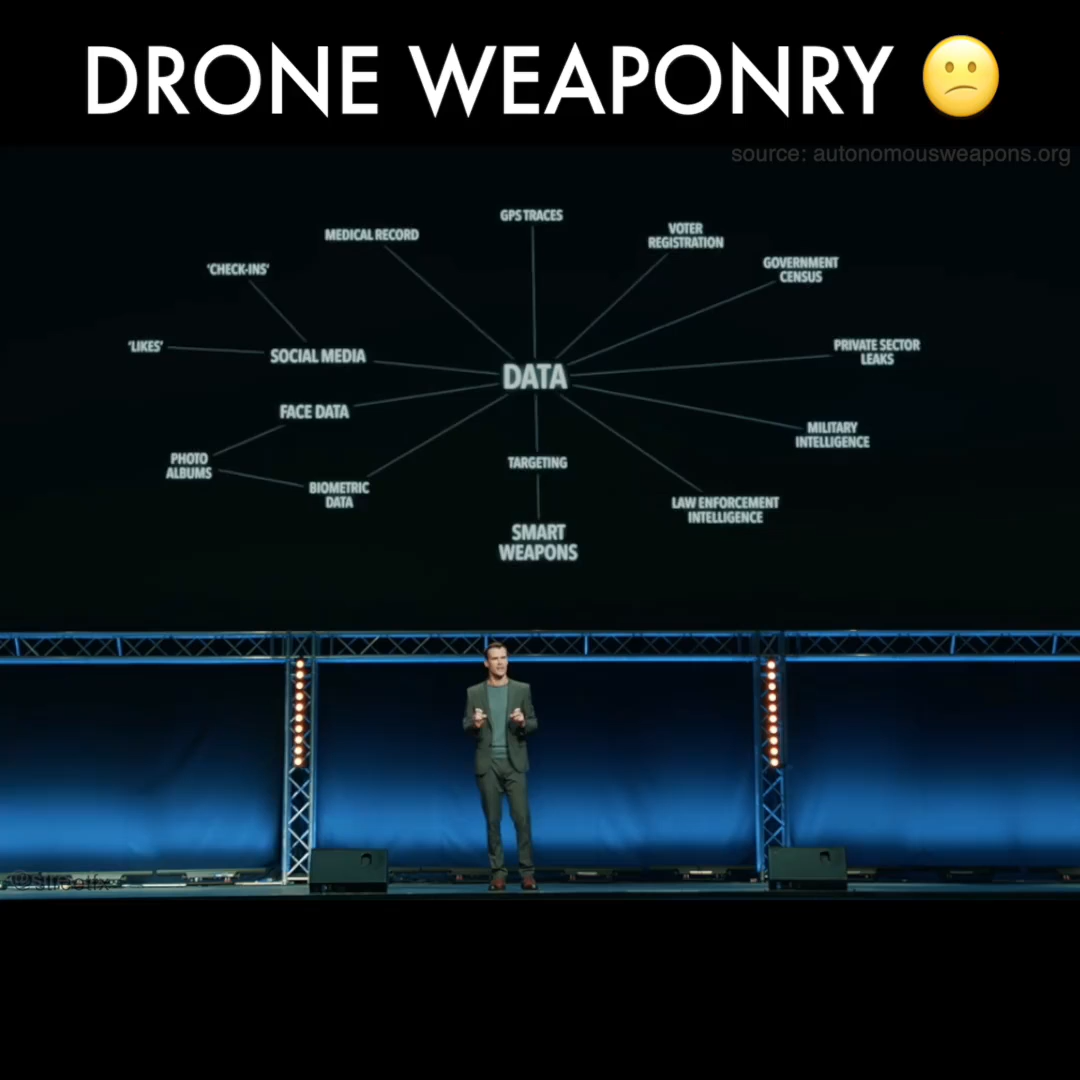 DRONE WEAPONRY 😕
source: autonomousweapons.org
GPS TRACES
MEDICAL RECORD
VOTER
REGISTRATION
'CHECK-INS'
GOVERNMENT
CENSUS
'LIKES'
SOCIAL MEDIA
PRIVATE SECTOR
LEAKS
DATA
FACE DATA
MILITARY
INTELLIGENCE
PHOTO
ALBUMS
TARGETING
BIOMETRIC
DATA
LAW ENFORCEMENT
INTELLIGENCE
SMART
WEAPONS